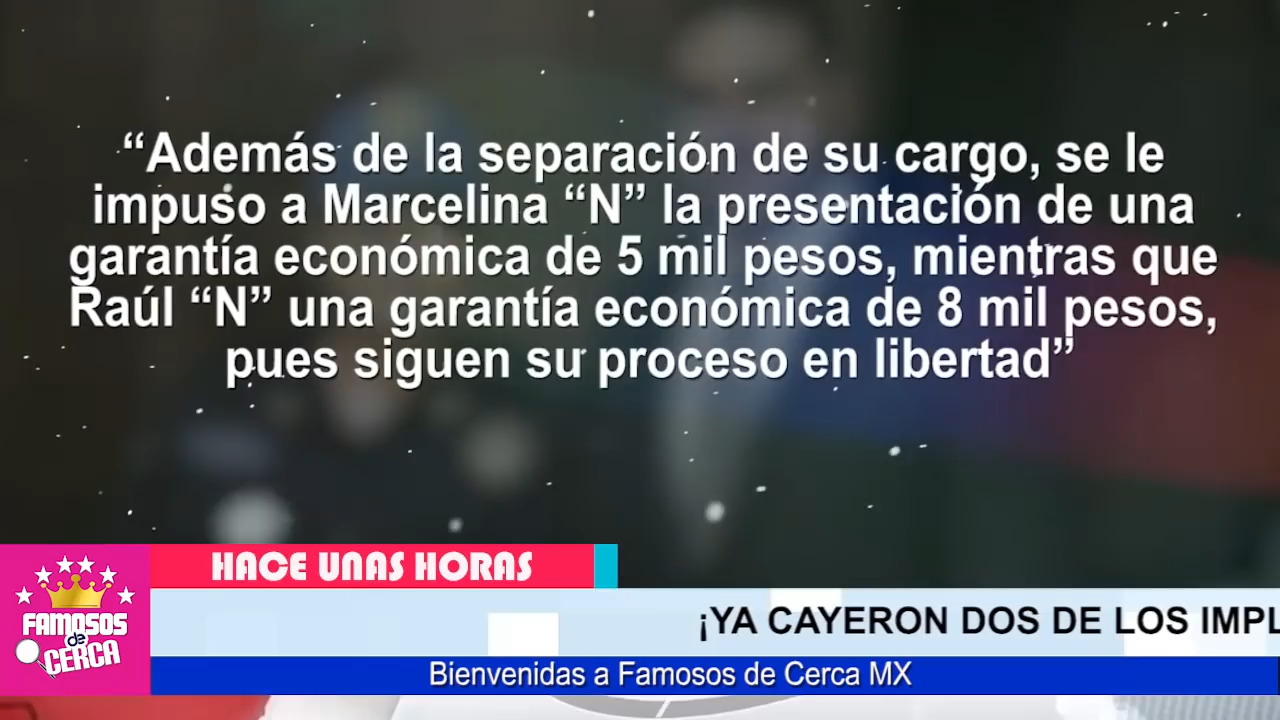 “Además de la separación de su cargo, se le
impuso a Marcelina “N” la presentación de una
garantía económica de 5 mil pesos, mientras que
Raúl “N” una garantía económica de 8 mil pesos,
pues siguen su proceso en libertad”
HACE UNAS HORAS
¡YA CAYERON DOS DE LOS IMPL
FAMOSOS
de
CERCA
Bienvenidas a Famosos de Cerca MX